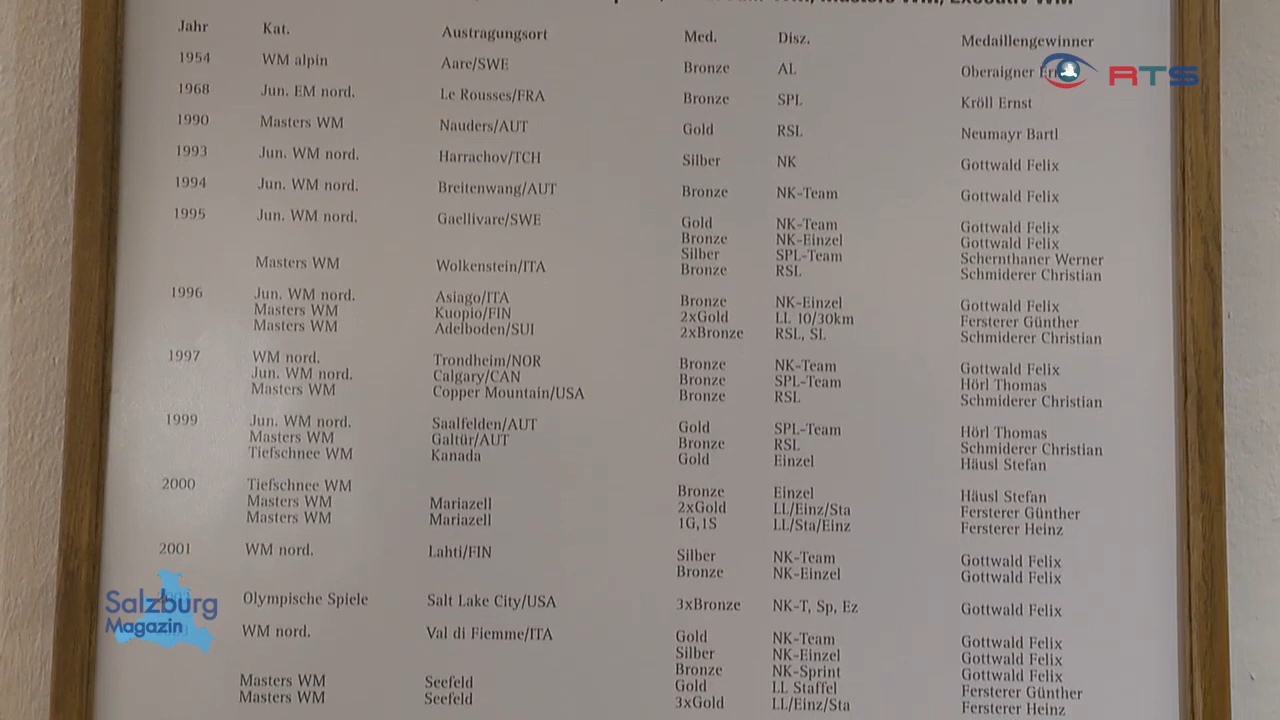 Masters WM, Executiv WM
Jahr Kat. Austragungsort Med. Disz. Medaillengewinner
1954 WM alpin Aare/SWE Bronze AL Oberaigner
1968 Jun. EM nord. Le Rousses/FRA Bronze SPL Kröll Ernst
1990 Masters WM Nauders/AUT Gold RSL Neumayr Bartl
1993 Jun. WM nord. Harrachov/TCH Silber NK Gottwald Felix
1994 Jun. WM nord. Breitenwang/AUT Bronze NK-Team Gottwald Felix
1995 Jun. WM nord. Gaellivare/SWE Gold NK-Team Gottwald Felix
Bronze NK-Einzel Gottwald Felix
Silber SPL-Team Schernthaner Werner
Masters WM Wolkenstein/ITA Bronze RSL Schmiderer Christian
1996 Jun. WM nord. Asiago/ITA Bronze NK-Einzel Gottwald Felix
Masters WM Kuopio/FIN 2xGold LL 10/30km Fersterer Günther
Masters WM Adelboden/SUI 2xBronze RSL, SL Schmiderer Christian
1997 WM nord. Trondheim/NOR Bronze NK-Team Gottwald Felix
Jun. WM nord. Calgary/CAN Bronze SPL-Team Hörl Thomas
Masters WM Copper Mountain/USA Bronze RSL Schmiderer Christian
1999 Jun. WM nord. Saalfelden/AUT Gold SPL-Team Hörl Thomas
Masters WM Galtür/AUT Bronze RSL Schmiderer Christian
Tiefschnee WM Kanada Gold Einzel Häusl Stefan
2000 Tiefschnee WM Bronze Einzel Häusl Stefan
Masters WM Mariazell 2xGold LL/Einz/Sta Fersterer Günther
Masters WM Mariazell 1G,1S LL/Sta/Einz Fersterer Heinz
2001 WM nord. Lahti/FIN Silber NK-Team Gottwald Felix
Bronze NK-Einzel Gottwald Felix
Olympische Spiele Salt Lake City/USA 3xBronze NK-T, Sp, Ez Gottwald Felix
WM nord. Val di Fiemme/ITA Gold NK-Team Gottwald Felix
Silber NK-Einzel Gottwald Felix
Bronze NK-Sprint Gottwald Felix
Masters WM Seefeld Gold LL Staffel Fersterer Günther
Masters WM Seefeld 3xGold LL/Einz/Sta Fersterer Heinz
RTS
Salzburg
Magazin